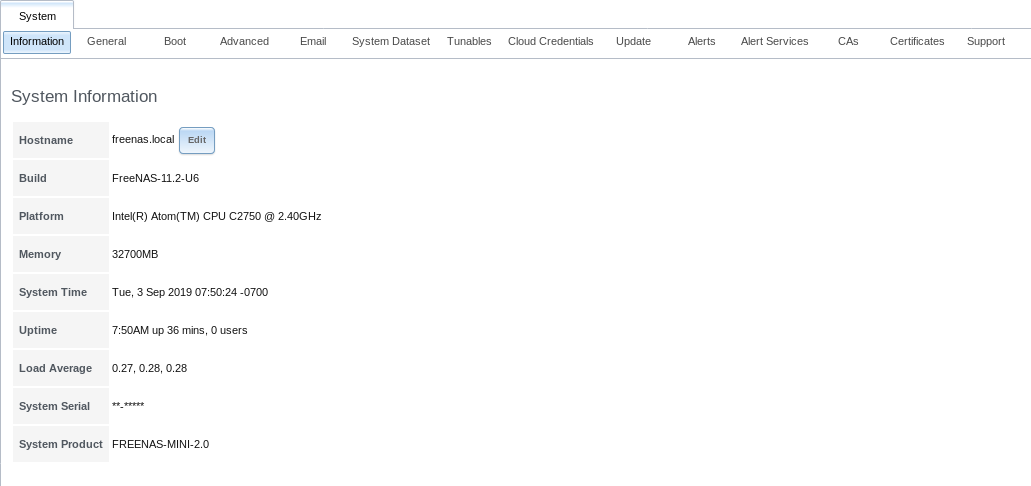 System
Information General Boot Advanced Email System Dataset Tunables Cloud Credentials Update Alerts Alert Services CAs Certificates Support
System Information
Hostname freenas.local Edit
Build FreeNAS-11.2-U6
Platform Intel(R) Atom(TM) CPU C2750 @ 2.40GHz
Memory 32700MB
System Time Tue, 3 Sep 2019 07:50:24 -0700
Uptime 7:50AM up 36 mins, 0 users
Load Average 0.27, 0.28, 0.28
System Serial **-*****
System Product FREENAS-MINI-2.0